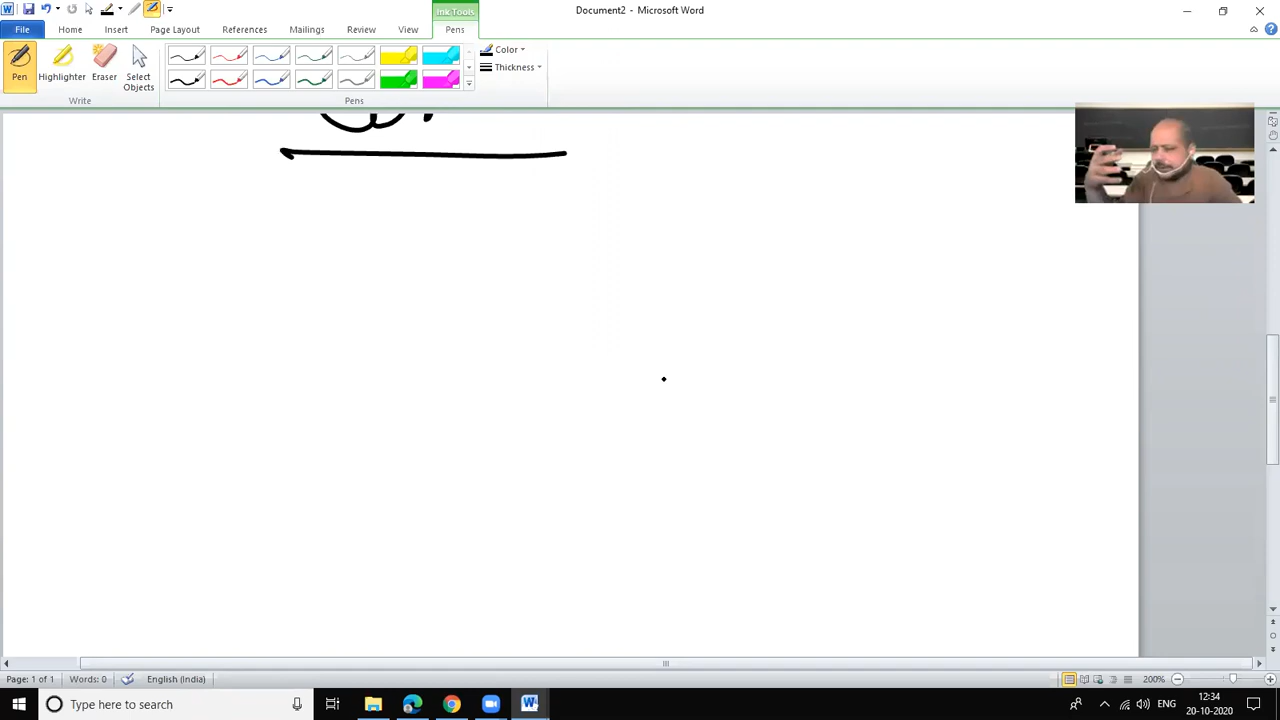 Ink Tools
Document2 - Microsoft Word
File Home Insert Page Layout References Mailings Review View Pens
Pen Highlighter Eraser Select Objects
Color
Thickness
Write Pens
Page: 1 of 1 Words: 0 English (India) 200%
Type here to search
ENG
12:34
20-10-2020